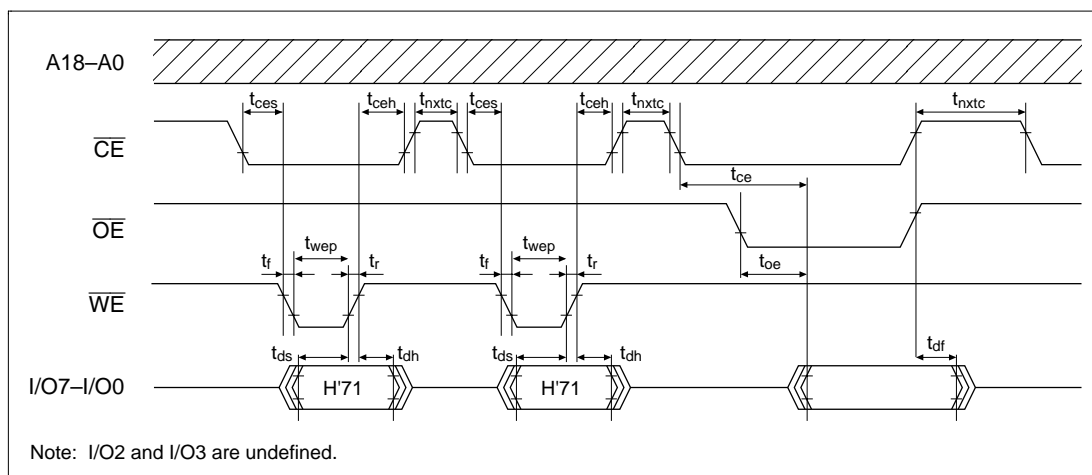 A18–A0
tces tceh tnxtc tces tceh tnxtc tnxtc
CE
tce
OE
twep twep
tf tr tf tr toe
WE
tds tdh tds tdh tdf
I/O7–I/O0 H'71 H'71
Note: I/O2 and I/O3 are undefined.